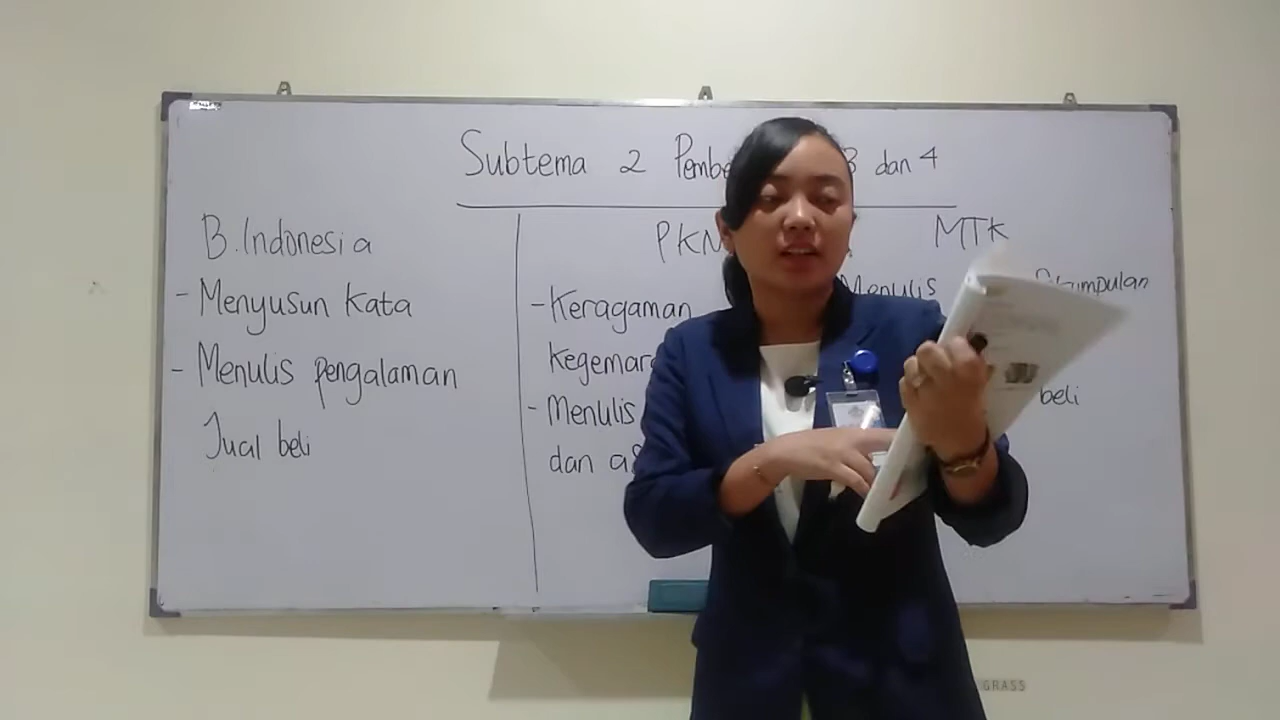 Subtema 2 Pembe 3 dan 4
B. Indonesia
- Menyusun kata
- Menulis pengalaman
Jual beli
PKN
- Keragaman
kegemar
- Menulis
dan a
MTK
Menulis
beli
GRASS